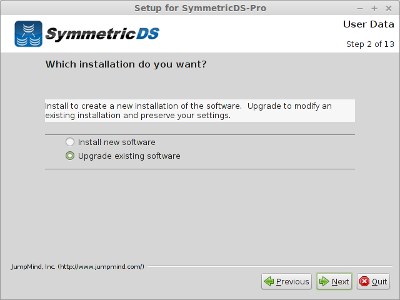 Setup for SymmetricDS-Pro
SymmetricDS
User Data
Step 2 of 13
Which installation do you want?
Install to create a new installation of the software. Upgrade to modify an
existing installation and preserve your settings.
Install new software
Upgrade existing software
JumpMind, Inc. (http://www.jumpmind.com/)
Previous
Next
Quit